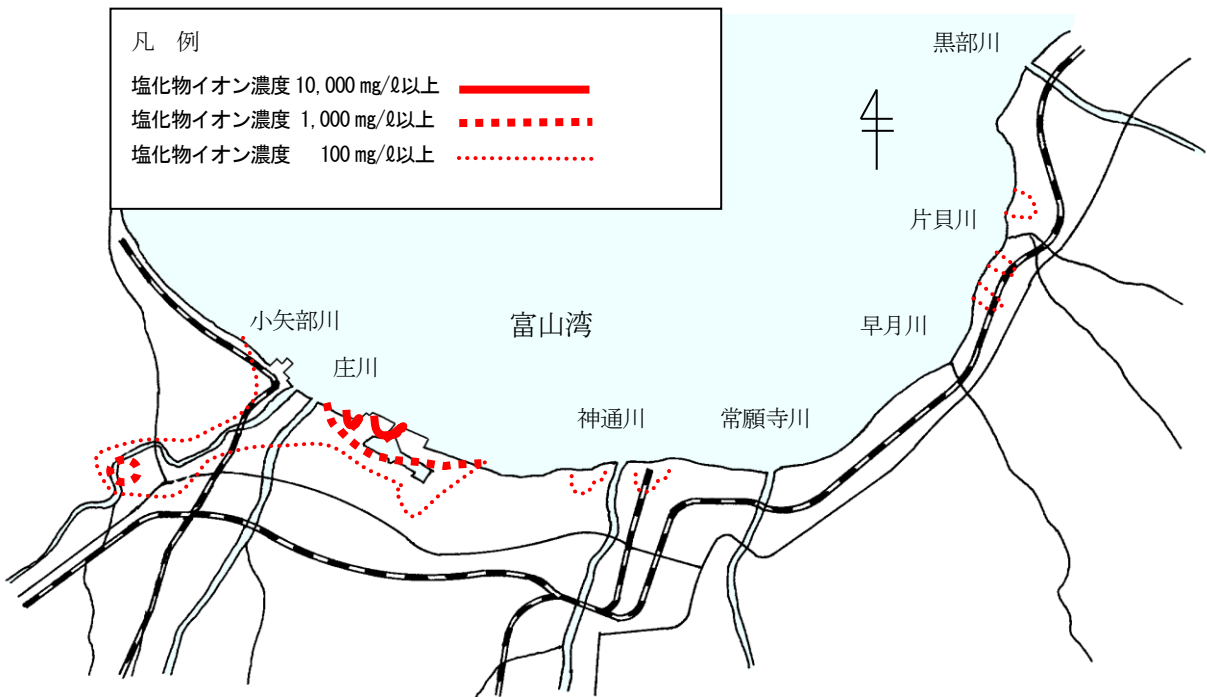 凡 例
塩化物イオン濃度 10,000 mg/ℓ以上
塩化物イオン濃度 1,000 mg/ℓ以上
塩化物イオン濃度 100 mg/ℓ以上
黒部川
片貝川
小矢部川
富山湾
早月川
庄川
神通川
常願寺川